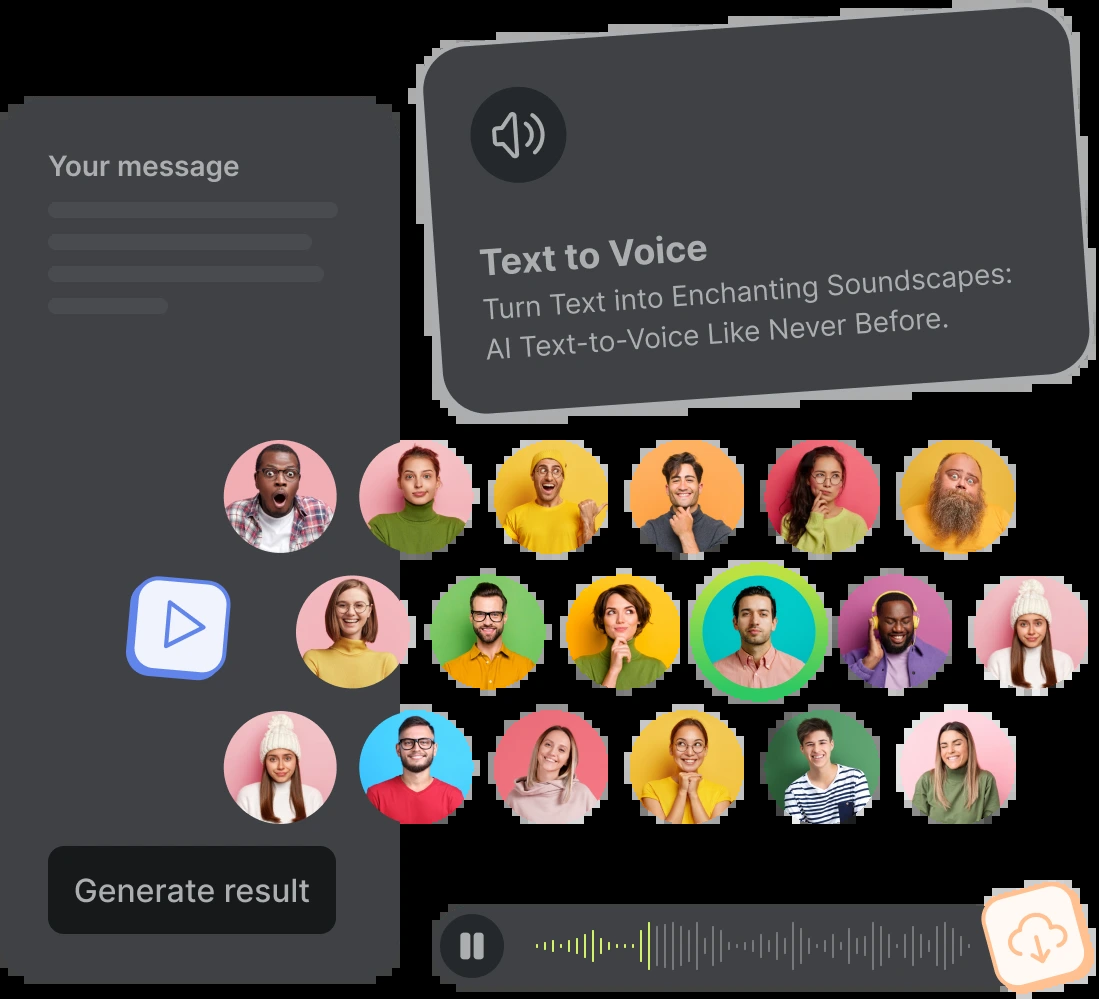 Your message
Text to Voice
Turn Text into Enchanting Soundscapes:
AI Text-to-Voice Like Never Before.
Generate result